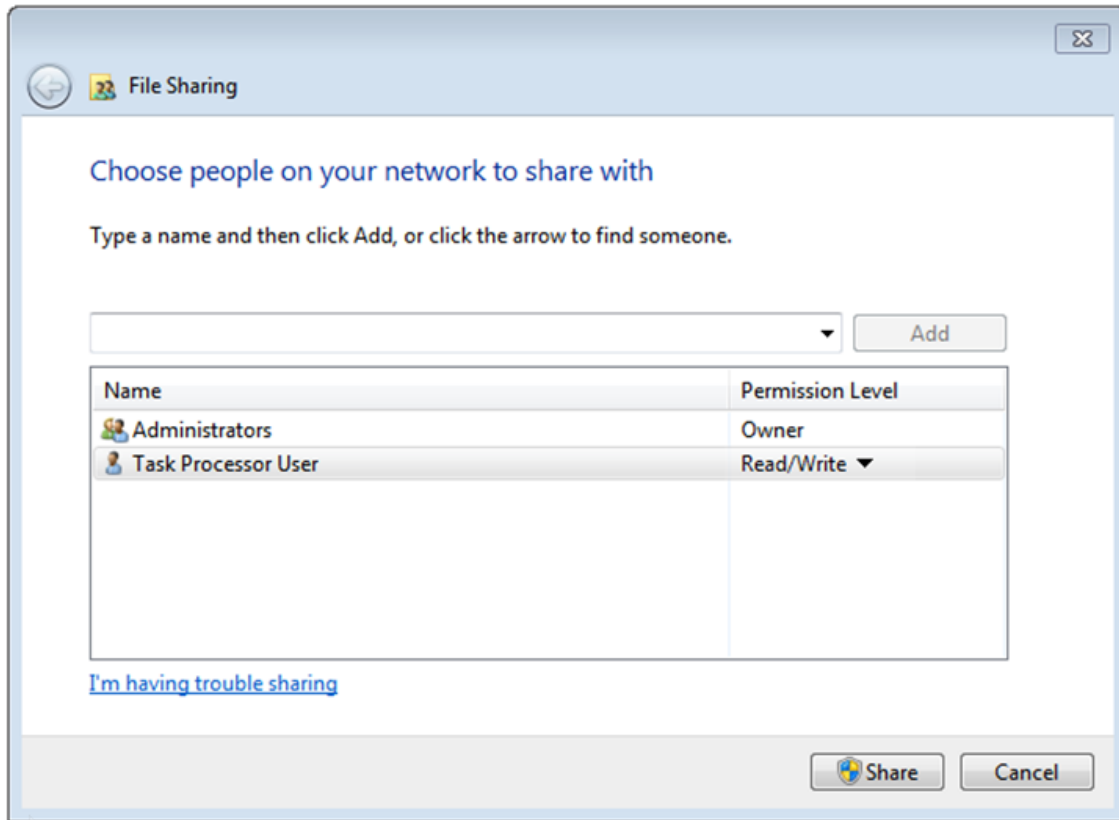 File Sharing
Choose people on your network to share with
Type a name and then click Add, or click the arrow to find someone.
Add
Name Permission Level
Administrators Owner
Task Processor User Read/Write
I'm having trouble sharing
Share Cancel